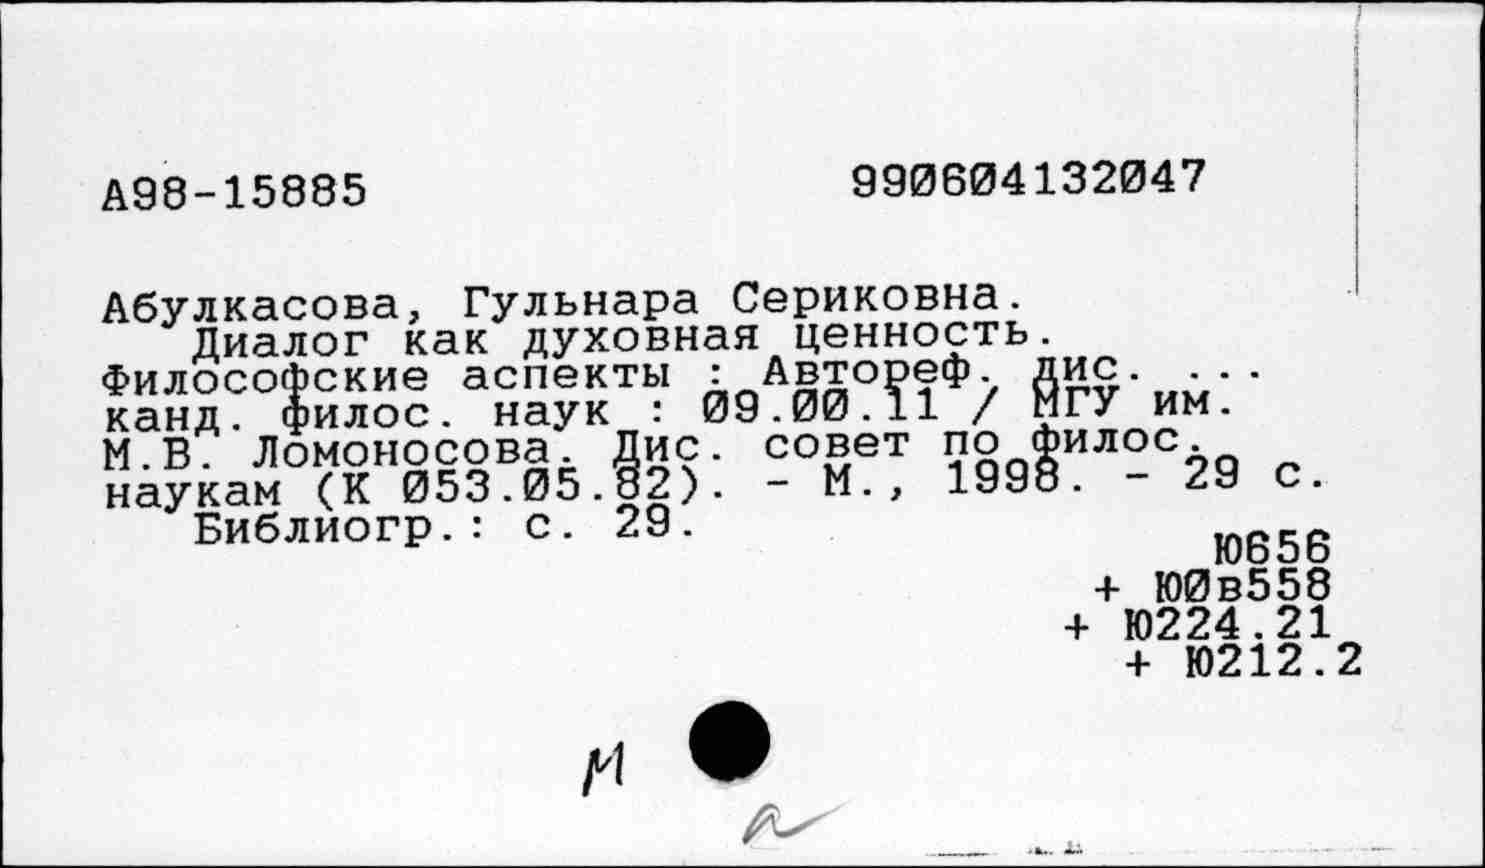 А98-15885 990604132047
Абулкасова, Гульнара Сериковна.
Диалог как духовная ценность.
Философские аспекты : Автореф. дис. ...
канд. филос. наук : 09.00.11 / МГУ им.
М.В. Ломоносова. Дис. совет по филос.
наукам (К 053.05.82). - М., 1998. - 29 с.
Библиогр.: с. 29.
Ю656
+ Ю0в558
+ Ю224.21
+ Ю212.2